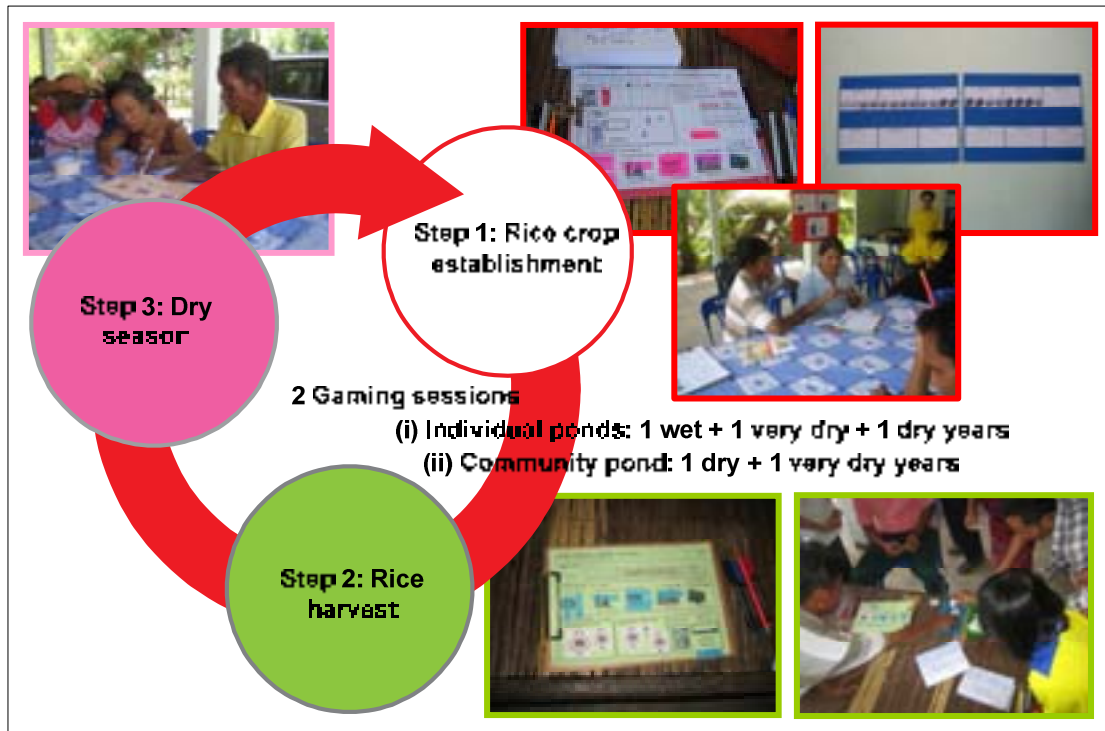 Step 1: Rice crop
establishment
Step 3: Dry
seasor
2 Gaming sessions
(i) Individual ponds: 1 wet + 1 very dry + 1 dry years
(ii) Community pond: 1 dry + 1 very dry years
Step 2: Rice
harvest